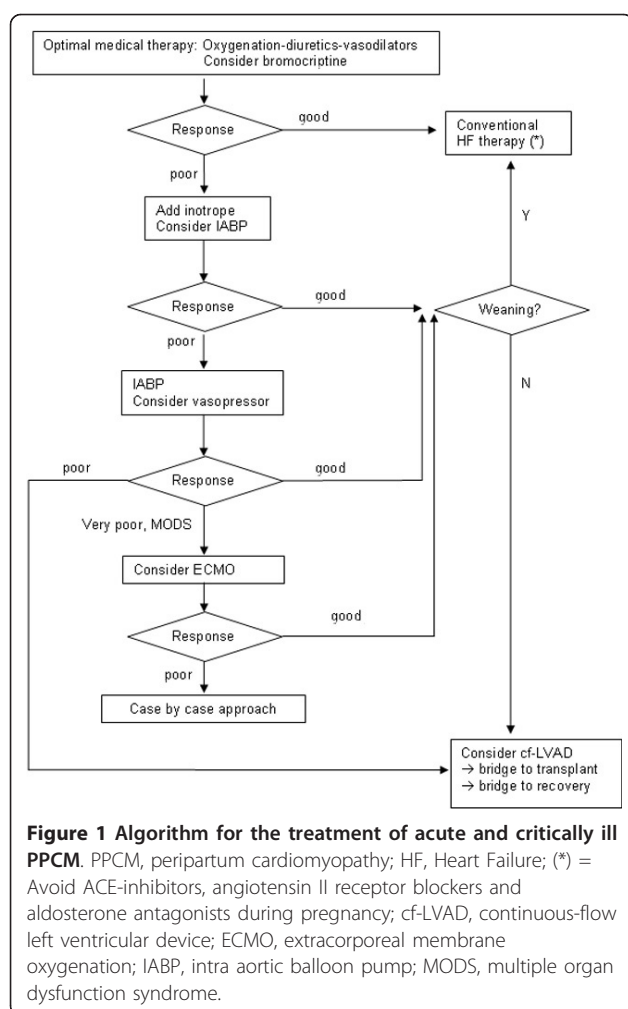 Optimal medical therapy: Oxygenation-diuretics-vasodilators
Consider bromocriptine
Response
good
Conventional
HF therapy (*)
poor
Add inotrope
Consider IABP
Y
Response
good
Weaning?
poor
IABP
Consider vasopressor
N
poor
Response
good
Very poor, MODS
Consider ECMO
good
Response
poor
Case by case approach
Consider cf-LVAD
→ bridge to transplant
→ bridge to recovery
Figure 1 Algorithm for the treatment of acute and critically ill
PPCM. PPCM, peripartum cardiomyopathy; HF, Heart Failure; (*) =
Avoid ACE-inhibitors, angiotensin II receptor blockers and
aldosterone antagonists during pregnancy; cf-LVAD, continuous-flow
left ventricular device; ECMO, extracorporeal membrane
oxygenation; IABP, intra aortic balloon pump; MODS, multiple organ
dysfunction syndrome.